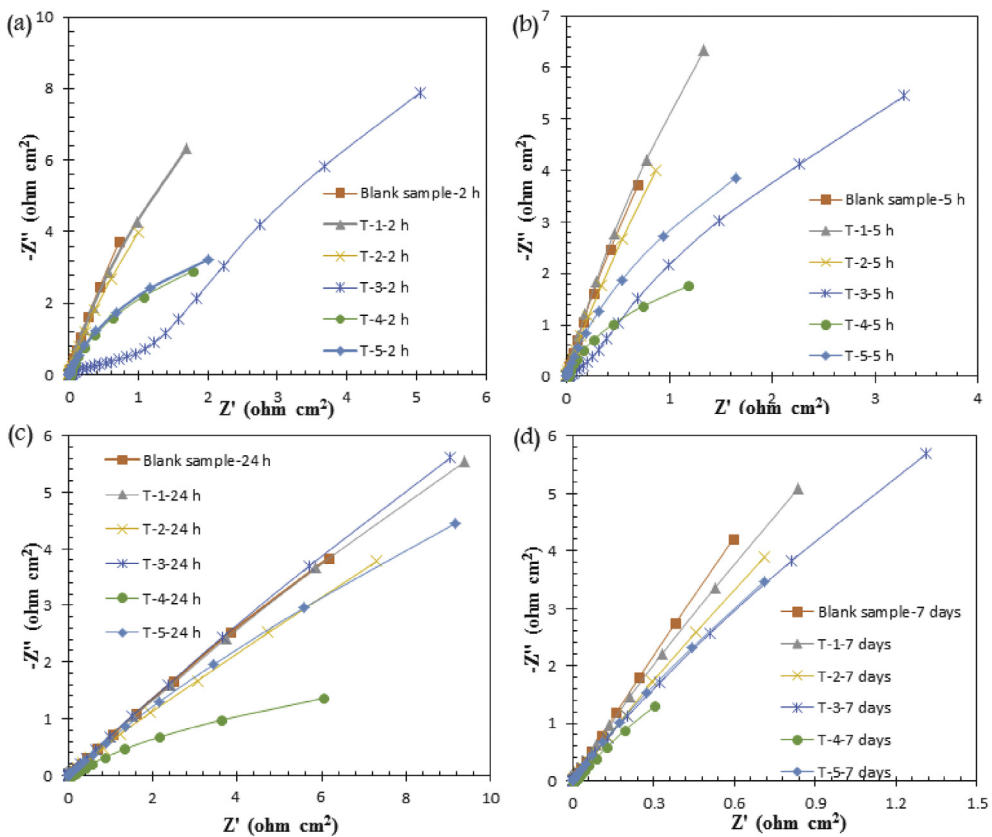 (a)
10
8
6
4
2
0
-Z'' (ohm cm²)
0 1 2 3 4 5 6
Z' (ohm cm²)
Blank sample-2 h
T-1-2 h
T-2-2 h
T-3-2 h
T-4-2 h
T-5-2 h
(b)
7
6
5
4
3
2
1
0
-Z'' (ohm cm²)
0 1 2 3 4
Z' (ohm cm²)
Blank sample-5 h
T-1-5 h
T-2-5 h
T-3-5 h
T-4-5 h
T-5-5 h
(c)
6
5
4
3
2
1
0
-Z'' (ohm cm²)
0 2 4 6 8 10
Z' (ohm cm²)
Blank sample-24 h
T-1-24 h
T-2-24 h
T-3-24 h
T-4-24 h
T-5-24 h
(d)
6
5
4
3
2
1
0
-Z'' (ohm cm²)
0 0.3 0.6 0.9 1.2 1.5
Z' (ohm cm²)
Blank sample-7 days
T-1-7 days
T-2-7 days
T-3-7 days
T-4-7 days
T-5-7 days